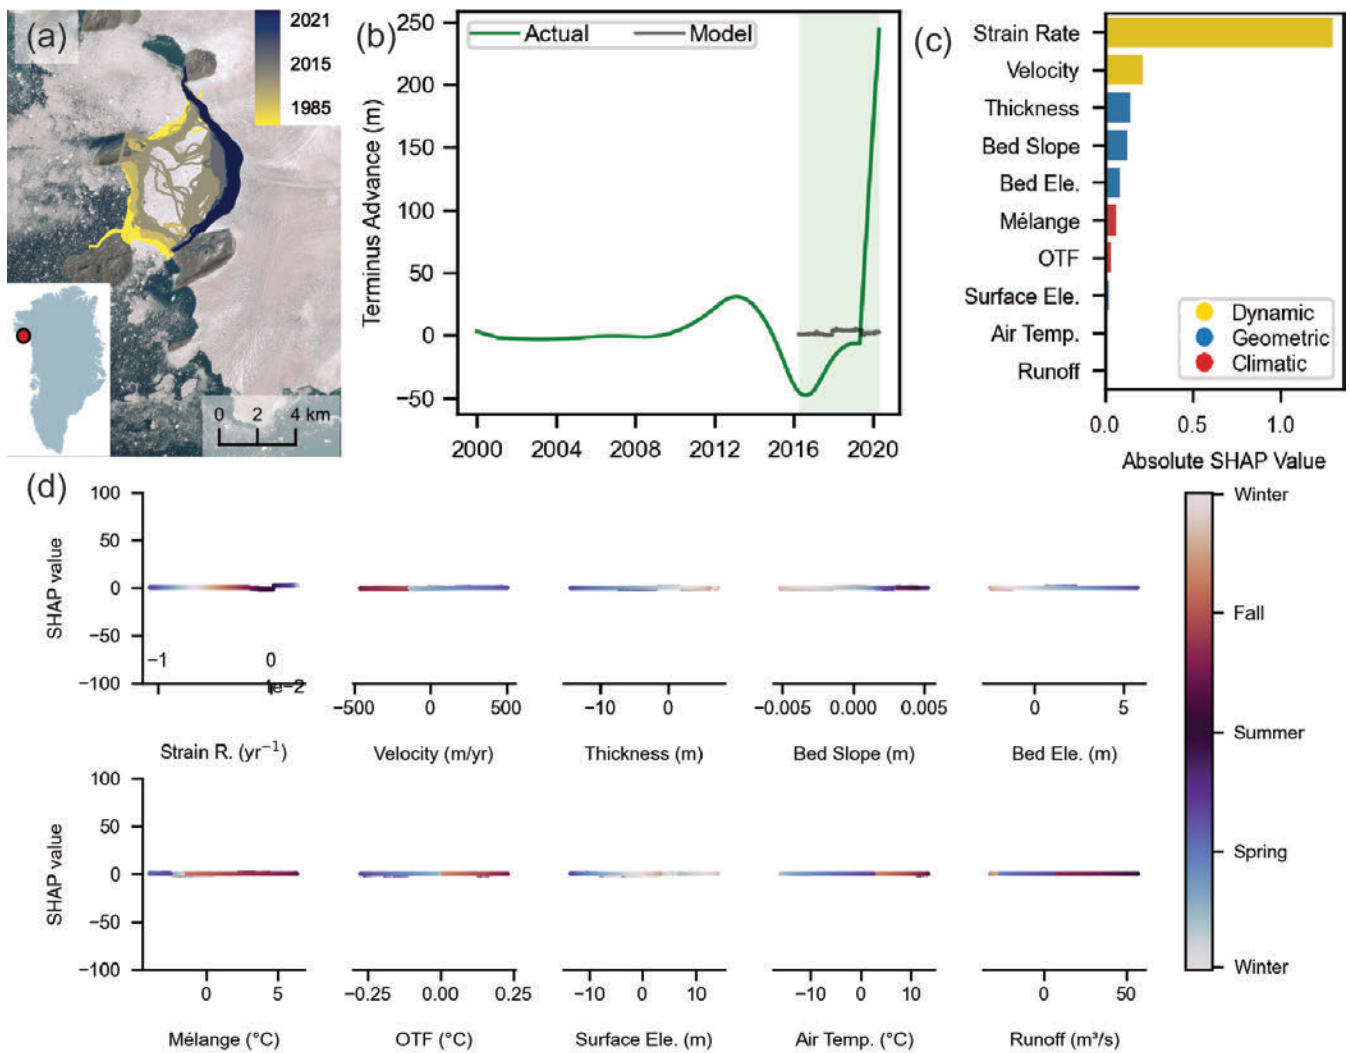 (a)
2021
2015
1985
0 2 4 km
(b)
Actual
Model
Terminus Advance (m)
250
200
150
100
50
0
−50
2000 2004 2008 2012 2016 2020
(c)
Strain Rate
Velocity
Thickness
Bed Slope
Bed Ele.
Mélange
OTF
Surface Ele.
Air Temp.
Runoff
Dynamic
Geometric
Climatic
0.0 0.5 1.0
Absolute SHAP Value
(d)
SHAP value
100
50
0
−50
−100
−1 0
1e−2
−500 0 500
−10 0
−0.005 0.000 0.005
0 5
Strain R. (yr⁻¹)
Velocity (m/yr)
Thickness (m)
Bed Slope (m)
Bed Ele. (m)
SHAP value
100
50
0
−50
−100
0 5
−0.25 0.00 0.25
−10 0 10
−10 0 10
0 50
Mélange (°C)
OTF (°C)
Surface Ele. (m)
Air Temp. (°C)
Runoff (m³/s)
Winter
Fall
Summer
Spring
Winter